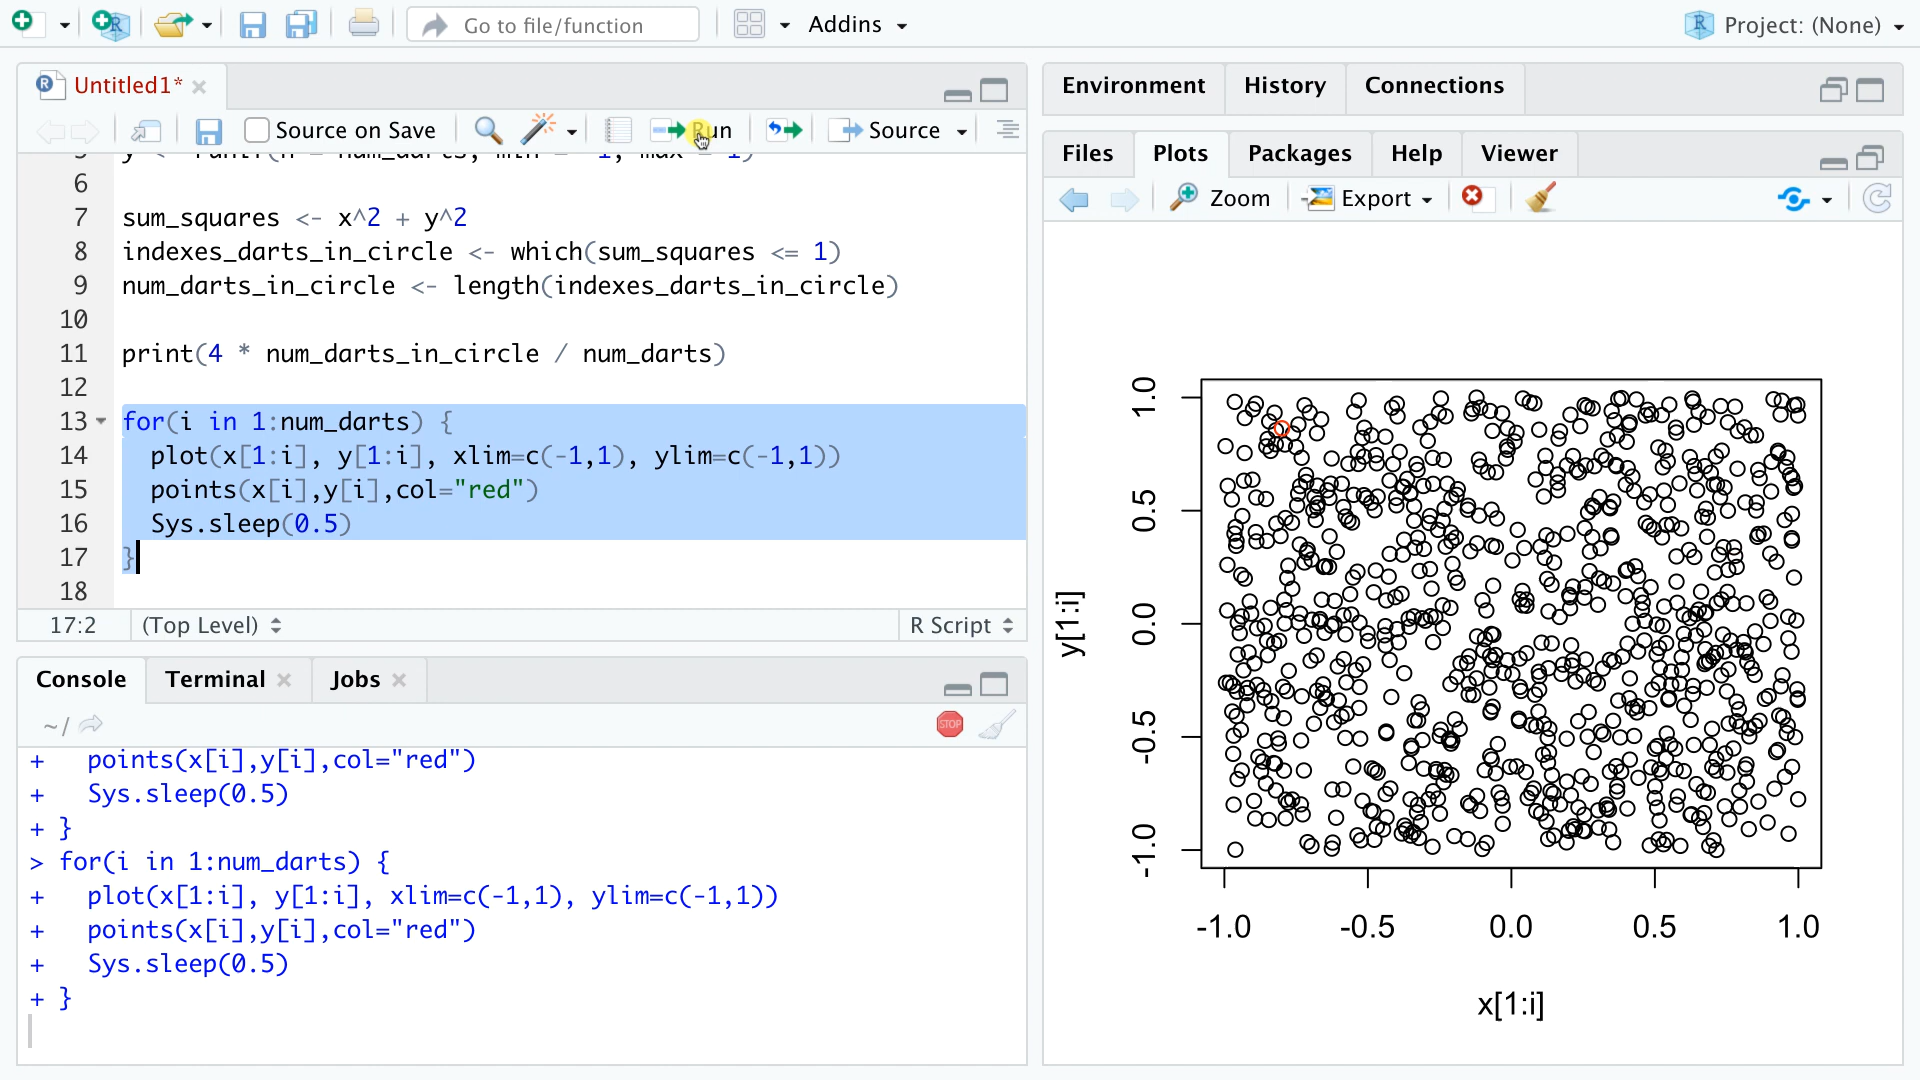 Go to file/function
Addins
Project: (None)
Untitled1*
Source on Save
Run
Source
6
7 sum_squares <- x^2 + y^2
8 indexes_darts_in_circle <- which(sum_squares <= 1)
9 num_darts_in_circle <- length(indexes_darts_in_circle)
10
11 print(4 * num_darts_in_circle / num_darts)
12
13 for(i in 1:num_darts) {
14 plot(x[1:i], y[1:i], xlim=c(-1,1), ylim=c(-1,1))
15 points(x[i],y[i],col="red")
16 Sys.sleep(0.5)
17 }
18
17:2 (Top Level) R Script
Console Terminal Jobs
~/
STOP
+ points(x[i],y[i],col="red")
+ Sys.sleep(0.5)
+ }
> for(i in 1:num_darts) {
+ plot(x[1:i], y[1:i], xlim=c(-1,1), ylim=c(-1,1))
+ points(x[i],y[i],col="red")
+ Sys.sleep(0.5)
+ }
Environment History Connections
Files Plots Packages Help Viewer
Zoom Export
1.0
0.5
0.0
-0.5
-1.0
y[1:i]
-1.0 -0.5 0.0 0.5 1.0
x[1:i]